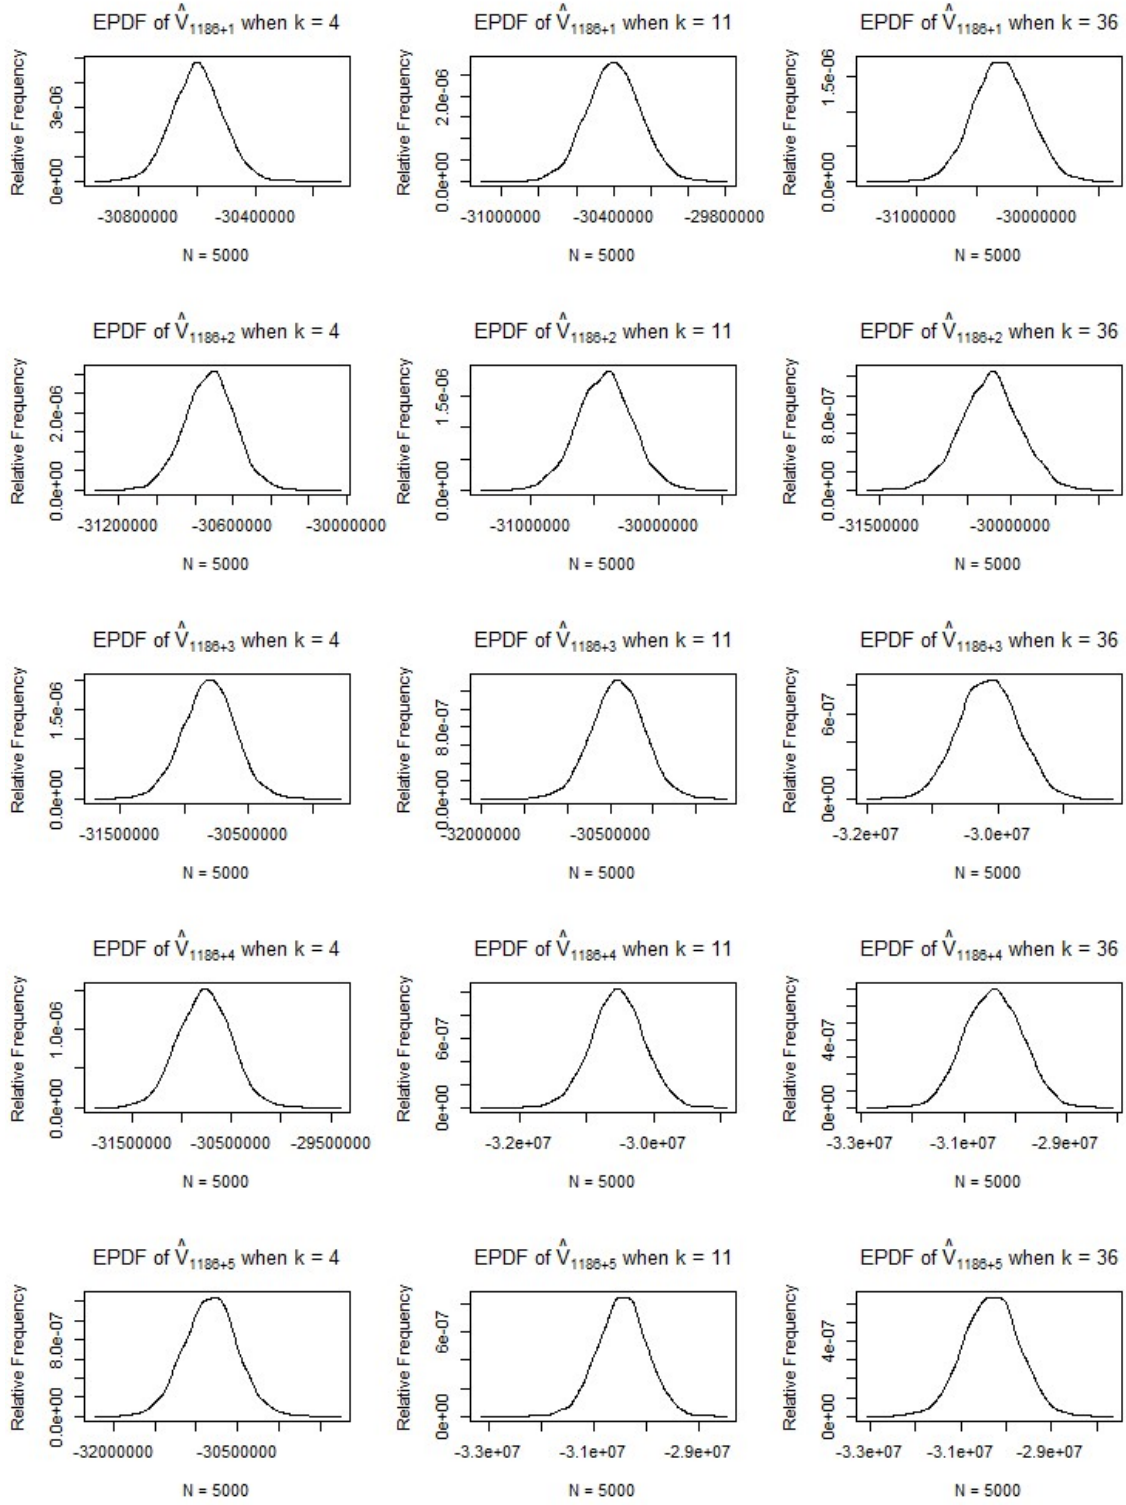 EPDF of V̂1186+1 when k = 4
Relative Frequency
0e+00 3e-06
-30800000 -30400000
N = 5000
EPDF of V̂1186+1 when k = 11
Relative Frequency
0.0e+00 2.0e-06
-31000000 -30400000 -29800000
N = 5000
EPDF of V̂1186+1 when k = 36
Relative Frequency
0.0e+00 1.5e-06
-31000000 -30000000
N = 5000
EPDF of V̂1186+2 when k = 4
Relative Frequency
0.0e+00 2.0e-06
-31200000 -30600000 -30000000
N = 5000
EPDF of V̂1186+2 when k = 11
Relative Frequency
0.0e+00 1.5e-06
-31000000 -30000000
N = 5000
EPDF of V̂1186+2 when k = 36
Relative Frequency
0.0e+00 8.0e-07
-31500000 -30000000
N = 5000
EPDF of V̂1186+3 when k = 4
Relative Frequency
0.0e+00 1.5e-06
-31500000 -30500000
N = 5000
EPDF of V̂1186+3 when k = 11
Relative Frequency
0.0e+00 8.0e-07
-32000000 -30500000
N = 5000
EPDF of V̂1186+3 when k = 36
Relative Frequency
0e+00 6e-07
-3.2e+07 -3.0e+07
N = 5000
EPDF of V̂1186+4 when k = 4
Relative Frequency
0.0e+00 1.0e-06
-31500000 -30500000 -29500000
N = 5000
EPDF of V̂1186+4 when k = 11
Relative Frequency
0e+00 6e-07
-3.2e+07 -3.0e+07
N = 5000
EPDF of V̂1186+4 when k = 36
Relative Frequency
0e+00 4e-07
-3.3e+07 -3.1e+07 -2.9e+07
N = 5000
EPDF of V̂1186+5 when k = 4
Relative Frequency
0.0e+00 8.0e-07
-32000000 -30500000
N = 5000
EPDF of V̂1186+5 when k = 11
Relative Frequency
0e+00 6e-07
-3.3e+07 -3.1e+07 -2.9e+07
N = 5000
EPDF of V̂1186+5 when k = 36
Relative Frequency
0e+00 4e-07
-3.3e+07 -3.1e+07 -2.9e+07
N = 5000